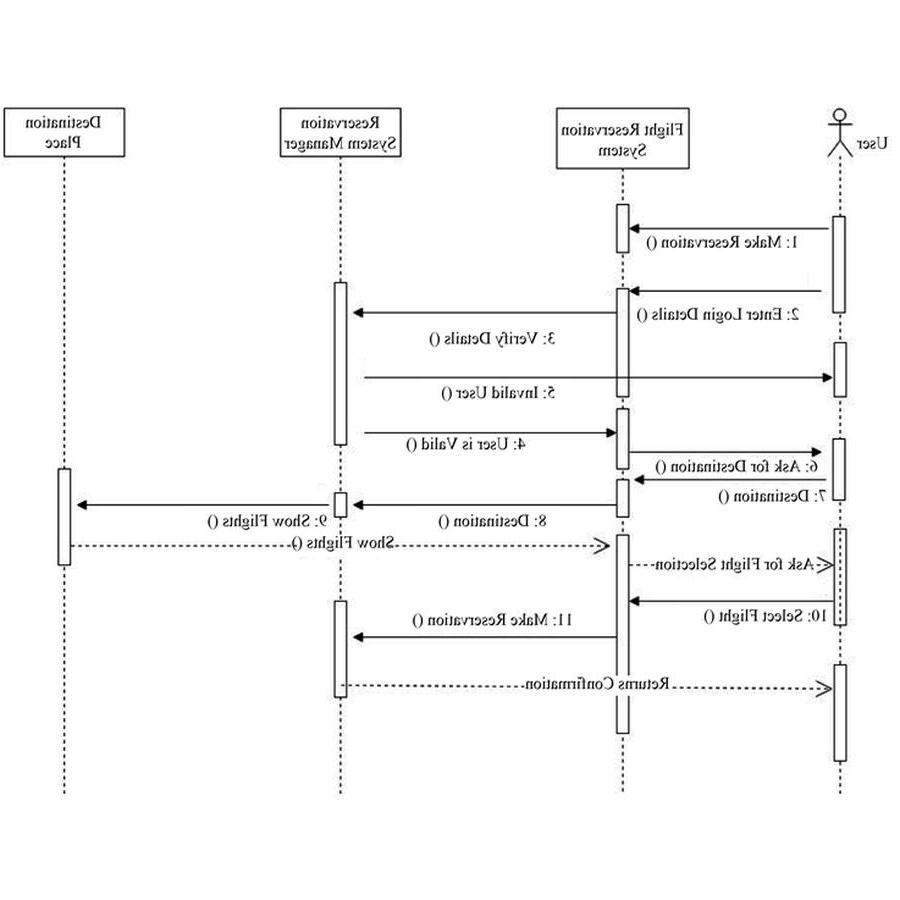 User
Flight Reservation
System
Reservation
System Manager
Destination
Place
1: Make Reservation ()
2: Enter Login Details ()
3: Verify Details ()
5: Invalid User ()
4: User is Valid ()
6: Ask for Destination ()
7: Destination ()
8: Destination ()
9: Show Flights ()
Show Flights ()
Ask for Flight Selection
10: Select Flight ()
11: Make Reservation ()
Returns Confirmation